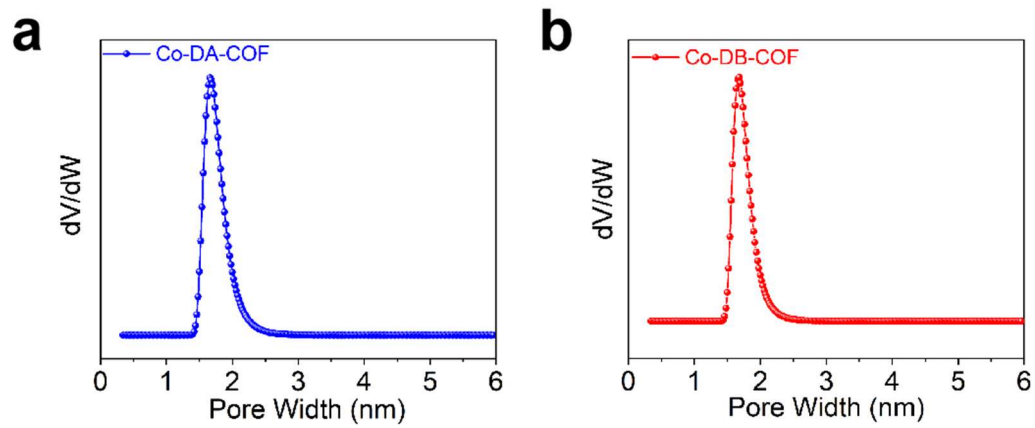 a
Co-DA-COF
dV/dW
0 1 2 3 4 5 6
Pore Width (nm)
b
Co-DB-COF
dV/dW
0 1 2 3 4 5 6
Pore Width (nm)